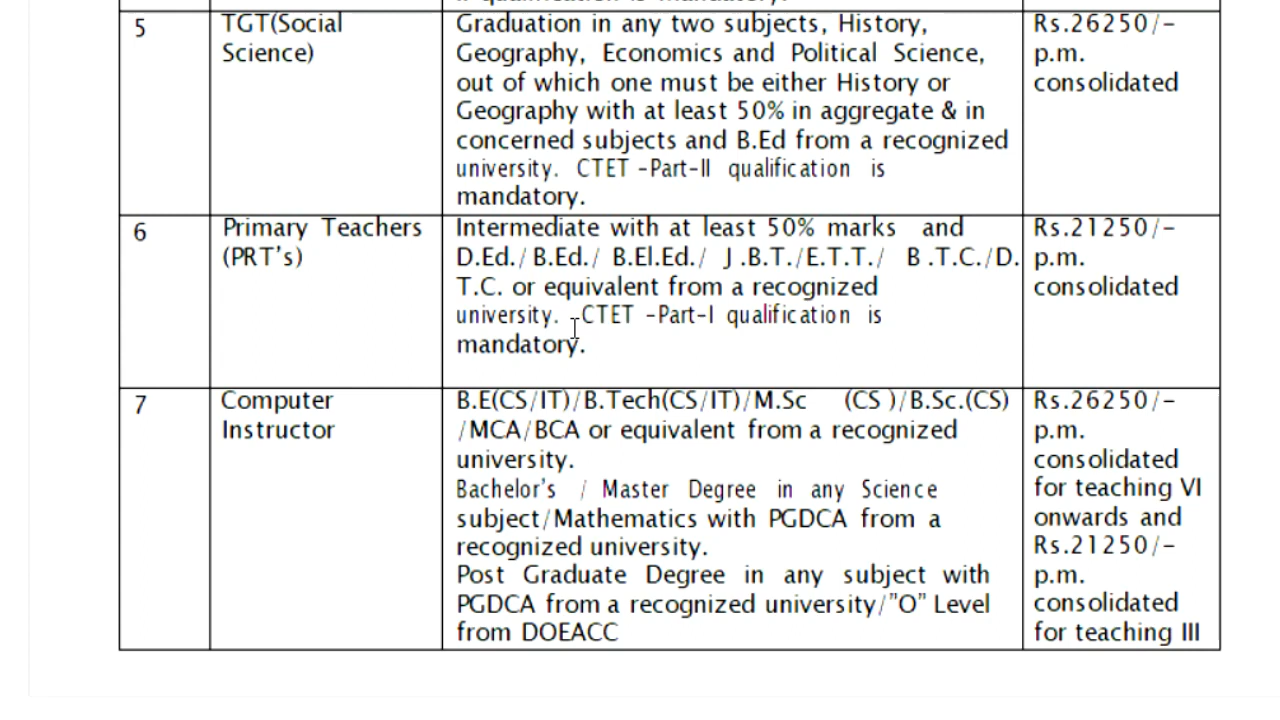 5
TGT(Social
Science)
Graduation in any two subjects, History,
Geography, Economics and Political Science,
out of which one must be either History or
Geography with at least 50% in aggregate & in
concerned subjects and B.Ed from a recognized
university. CTET -Part-II qualification is
mandatory.
Rs.26250/-
p.m.
consolidated
6
Primary Teachers
(PRT's)
Intermediate with at least 50% marks and
D.Ed./B.Ed./ B.El.Ed./ J.B.T./E.T.T./ B.T.C./D.
T.C. or equivalent from a recognized
university. CTET -Part-I qualification is
mandatory.
Rs.21250/-
p.m.
consolidated
7
Computer
Instructor
B.E(CS/IT)/B.Tech(CS/IT)/M.Sc (CS )/B.Sc.(CS)
/MCA/BCA or equivalent from a recognized
university.
Bachelor's / Master Degree in any Science
subject/Mathematics with PGDCA from a
recognized university.
Post Graduate Degree in any subject with
PGDCA from a recognized university/"O" Level
from DOEACC
Rs.26250/-
p.m.
consolidated
for teaching VI
onwards and
Rs.21250/-
p.m.
consolidated
for teaching III